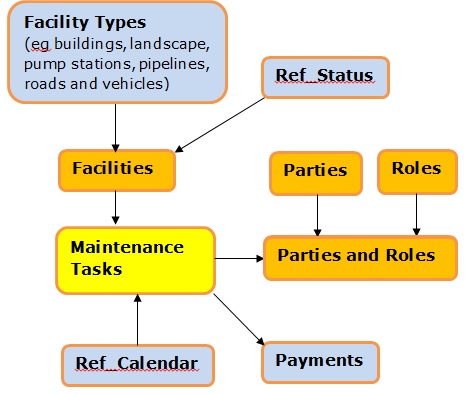 Facility Types
(eg buildings, landscape,
pump stations, pipelines,
roads and vehicles)
Ref_Status
Facilities
Parties
Roles
Maintenance
Tasks
Parties and Roles
Ref_Calendar
Payments